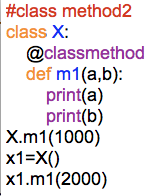 #class method2
class X:
    @classmethod
    def m1(a,b):
        print(a)
        print(b)
X.m1(1000)
x1=X()
x1.m1(2000)